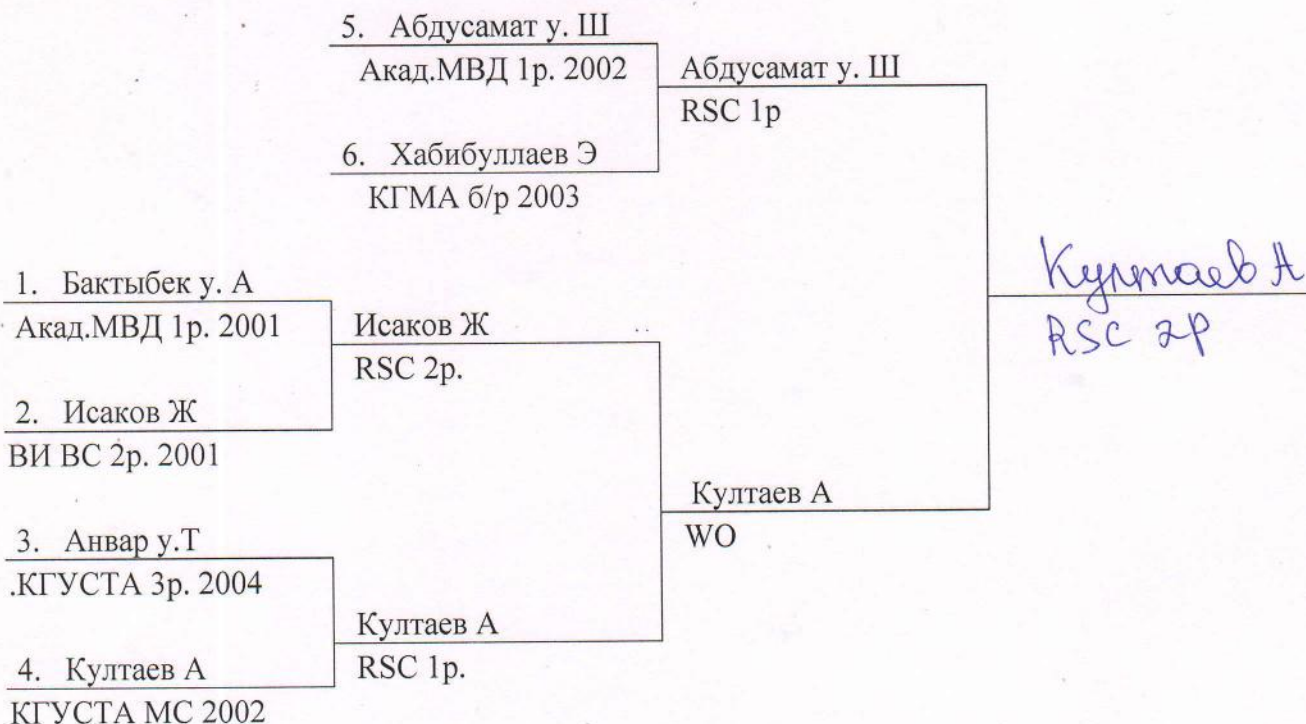 5. Абдусамат у. Ш
Акад.МВД 1р. 2002
Абдусамат у. Ш
RSC 1р
6. Хабибуллаев Э
КГМА б/р 2003
Култаев А
RSC 2р
1. Бактыбек у. А
Акад.МВД 1р. 2001
Исаков Ж
RSC 2р.
2. Исаков Ж
ВИ ВС 2р. 2001
Култаев А
WO
3. Анвар у.Т
.КГУСТА 3р. 2004
Култаев А
RSC 1р.
4. Култаев А
КГУСТА МС 2002